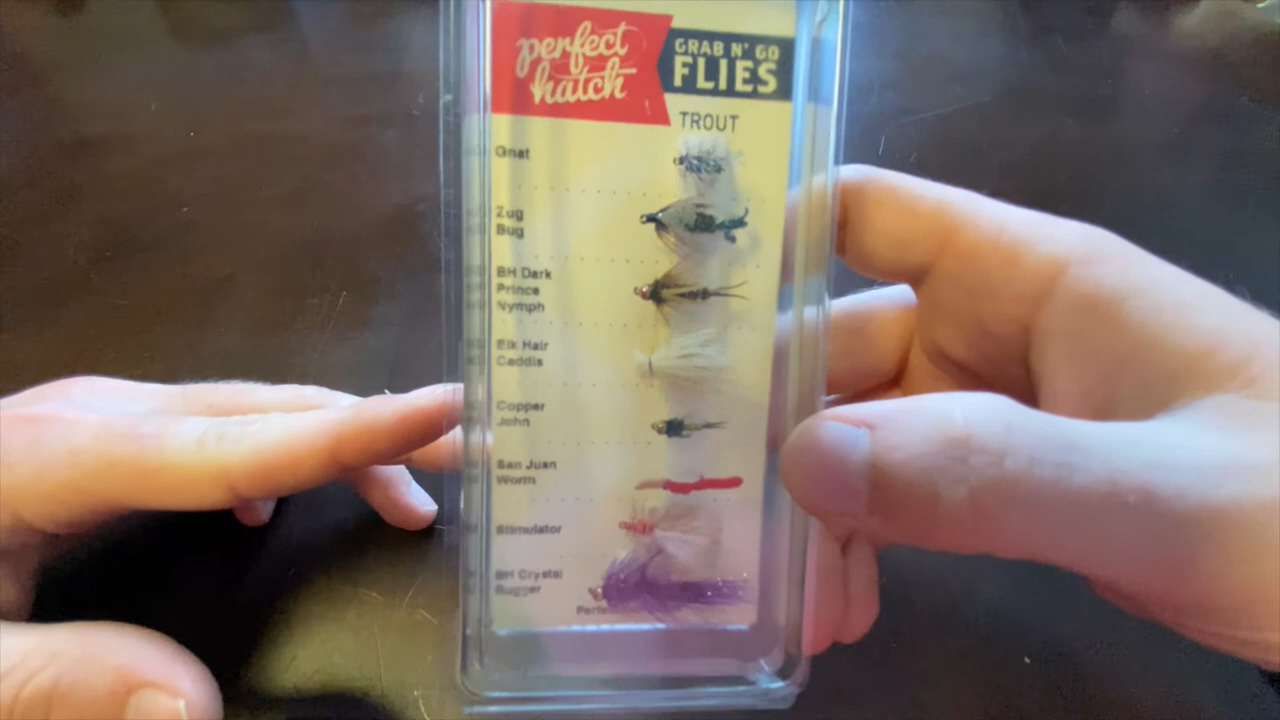 perfect
hatch
GRAB N' GO
FLIES
TROUT
Gnat
Zug
Bug
BH Dark
Prince
Nymph
Elk Hair
Caddis
Copper
John
San Juan
Worm
Stimulator
BH Crystal
Bugger